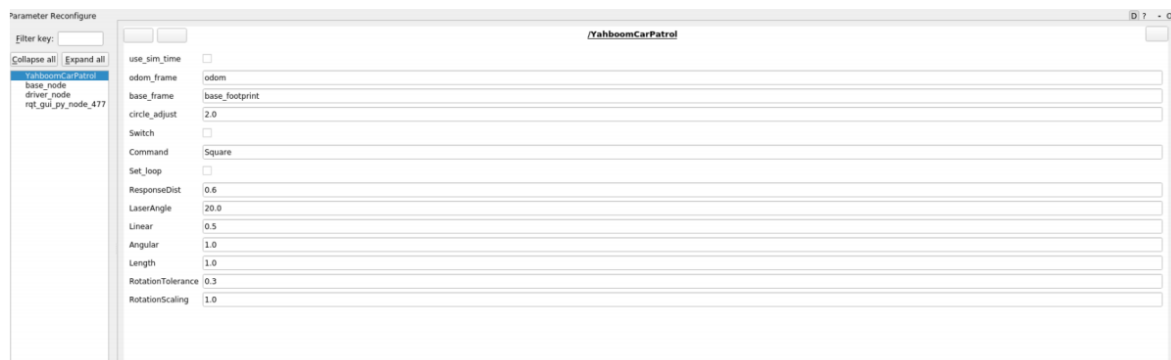 Parameter Reconfigure
D ? - O
Filter key:
Collapse all Expand all
YahboomCarPatrol
base_node
driver_node
rqt_gui_py_node_477
/YahboomCarPatrol
use_sim_time
odom_frame odom
base_frame base_footprint
circle_adjust 2.0
Switch
Command Square
Set_loop
ResponseDist 0.6
LaserAngle 20.0
Linear 0.5
Angular 1.0
Length 1.0
RotationTolerance 0.3
RotationScaling 1.0